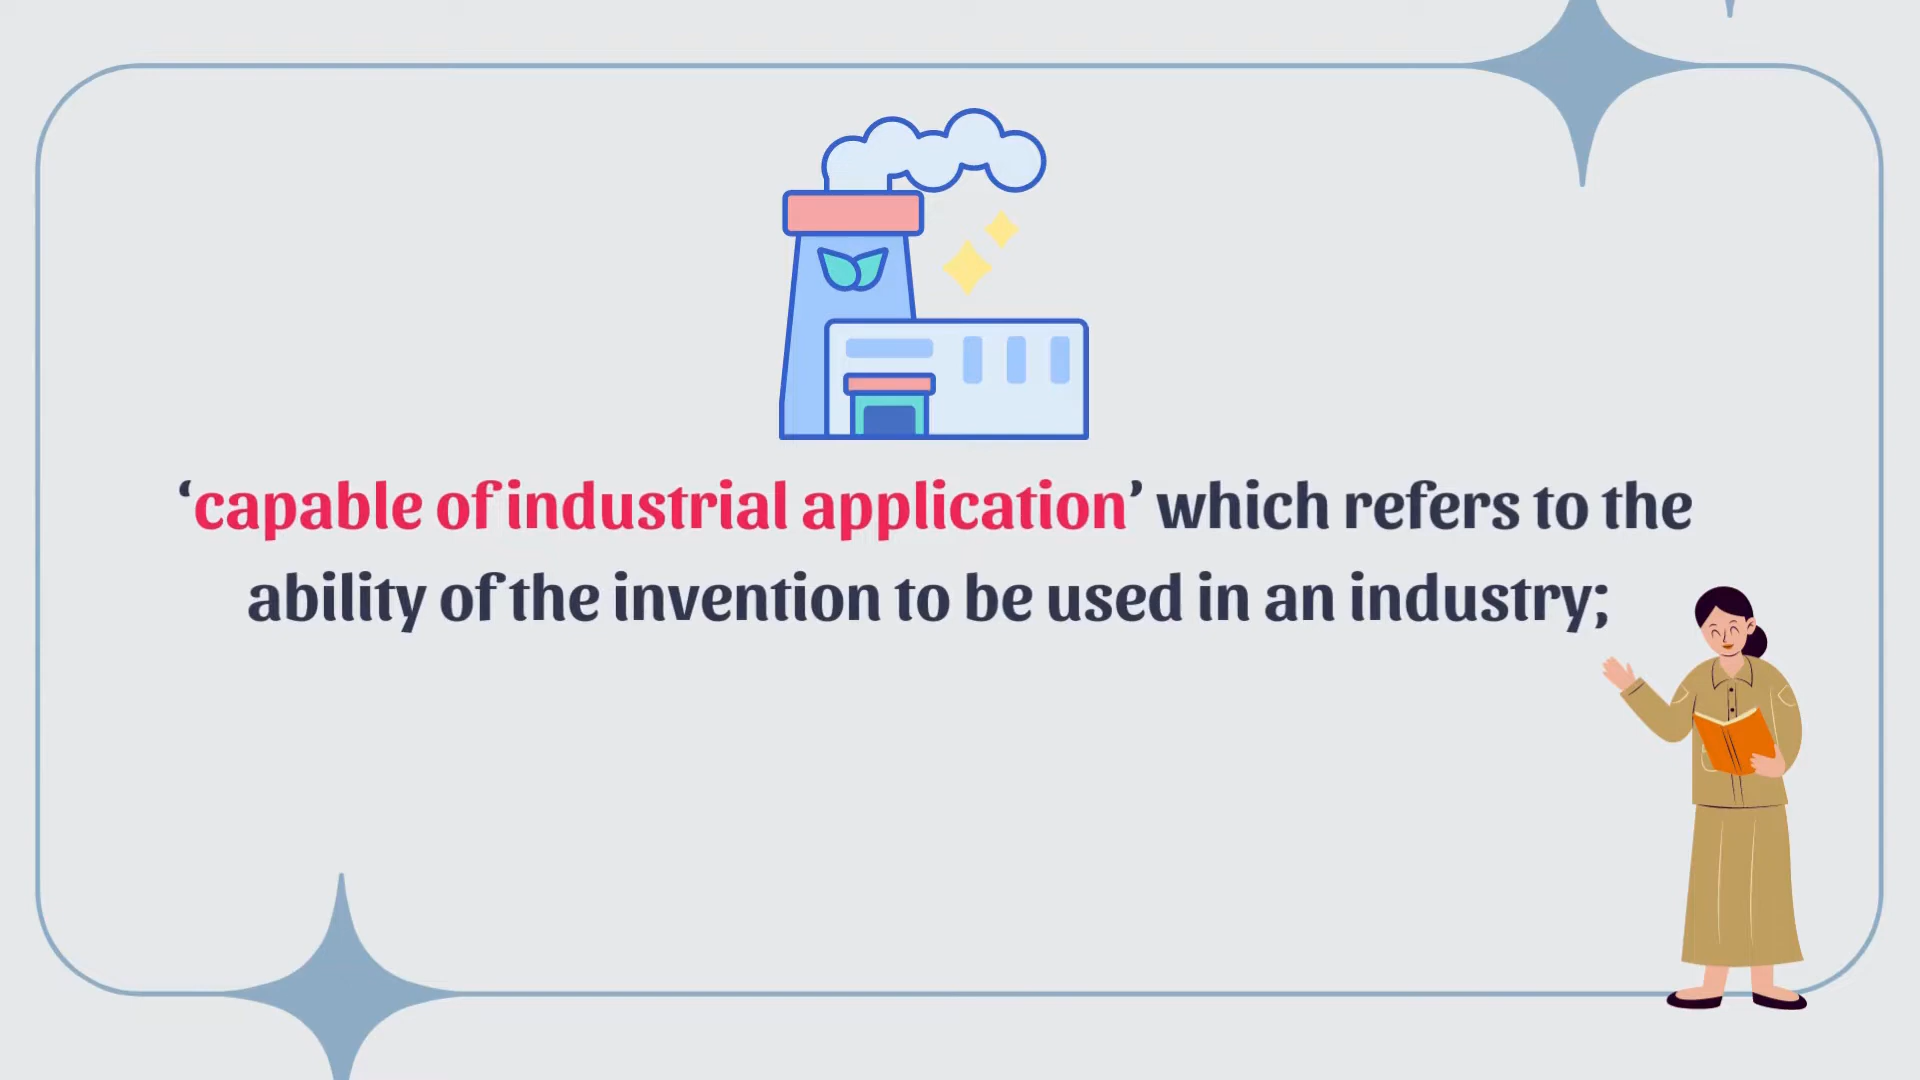 ‘capable of industrial application’ which refers to the
ability of the invention to be used in an industry;